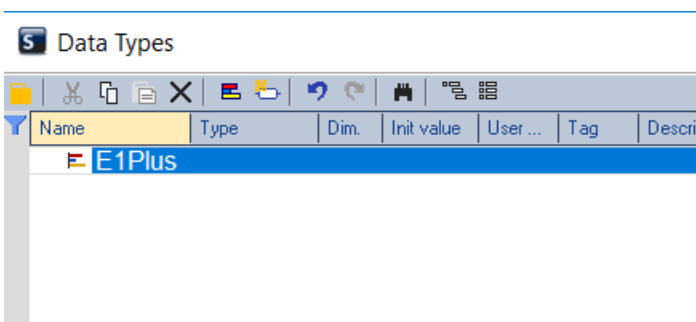 S Data Types
Name Type Dim. Init value User ... Tag Descri
E1Plus